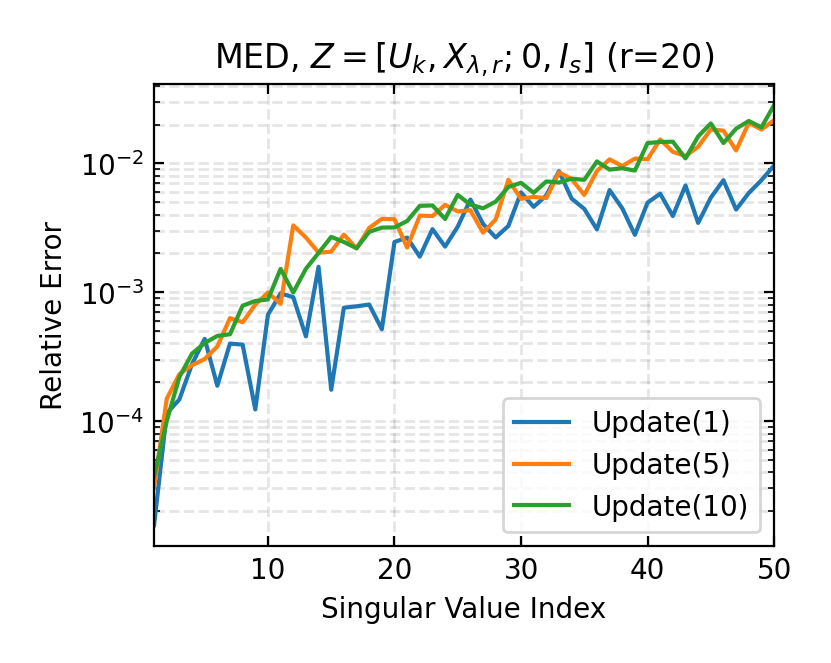 MED, $Z = [U_k, X_{\lambda,r}; 0, I_s]$ (r=20)
Relative Error
10⁻²
10⁻³
10⁻⁴
Update(1)
Update(5)
Update(10)
10 20 30 40 50
Singular Value Index